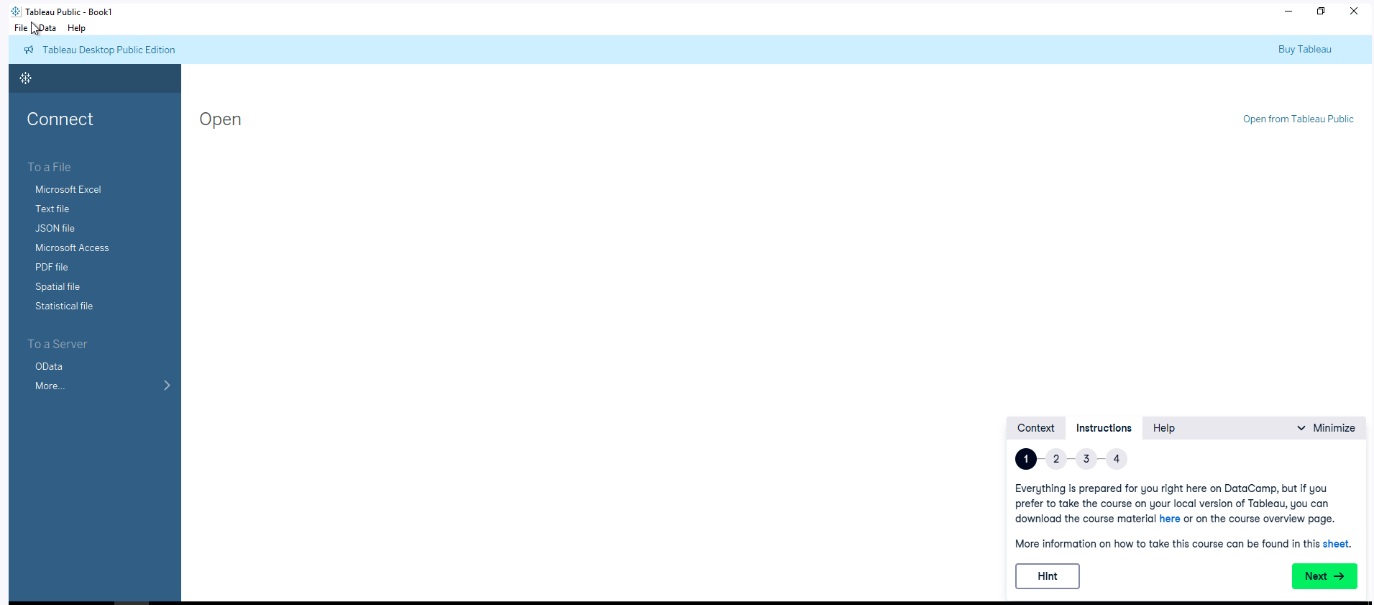 Tableau Public - Book1
File Data Help
Tableau Desktop Public Edition
Buy Tableau
Connect
Open
Open from Tableau Public
To a File
Microsoft Excel
Text file
JSON file
Microsoft Access
PDF file
Spatial file
Statistical file
To a Server
OData
More...
Context Instructions Help Minimize
1 2 3 4
Everything is prepared for you right here on DataCamp, but if you
prefer to take the course on your local version of Tableau, you can
download the course material here or on the course overview page.
More information on how to take this course can be found in this sheet.
Hint
Next →